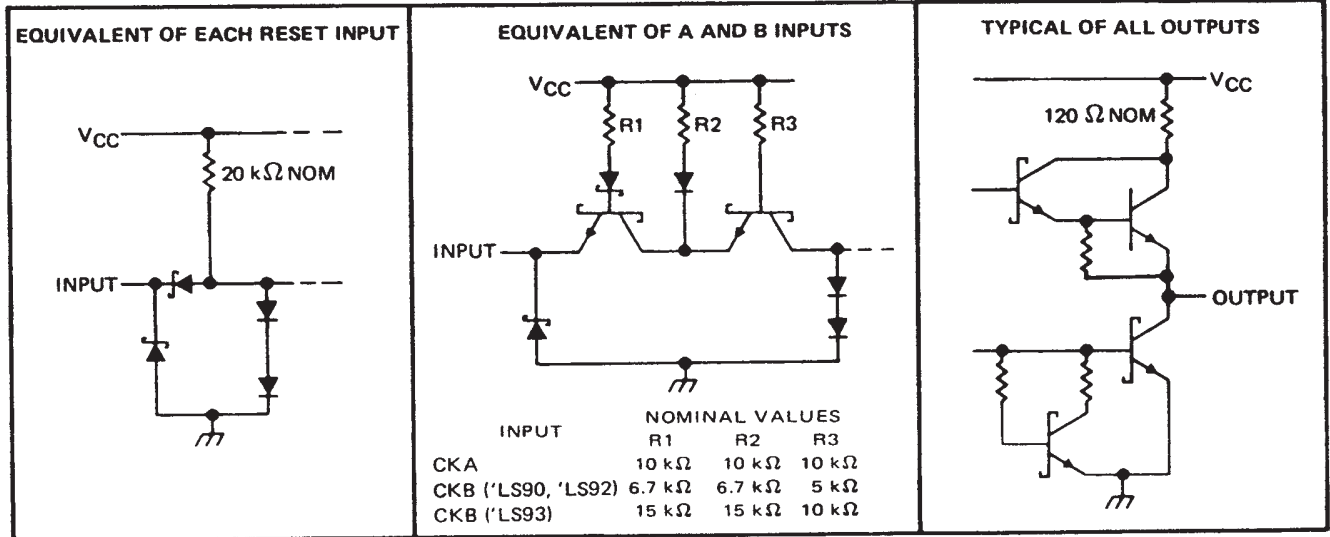 EQUIVALENT OF EACH RESET INPUT
VCC
20 kΩ NOM
INPUT
EQUIVALENT OF A AND B INPUTS
VCC
R1 R2 R3
INPUT
NOMINAL VALUES
INPUT R1 R2 R3
CKA 10 kΩ 10 kΩ 10 kΩ
CKB ('LS90, 'LS92) 6.7 kΩ 6.7 kΩ 5 kΩ
CKB ('LS93) 15 kΩ 15 kΩ 10 kΩ
TYPICAL OF ALL OUTPUTS
VCC
120 Ω NOM
OUTPUT